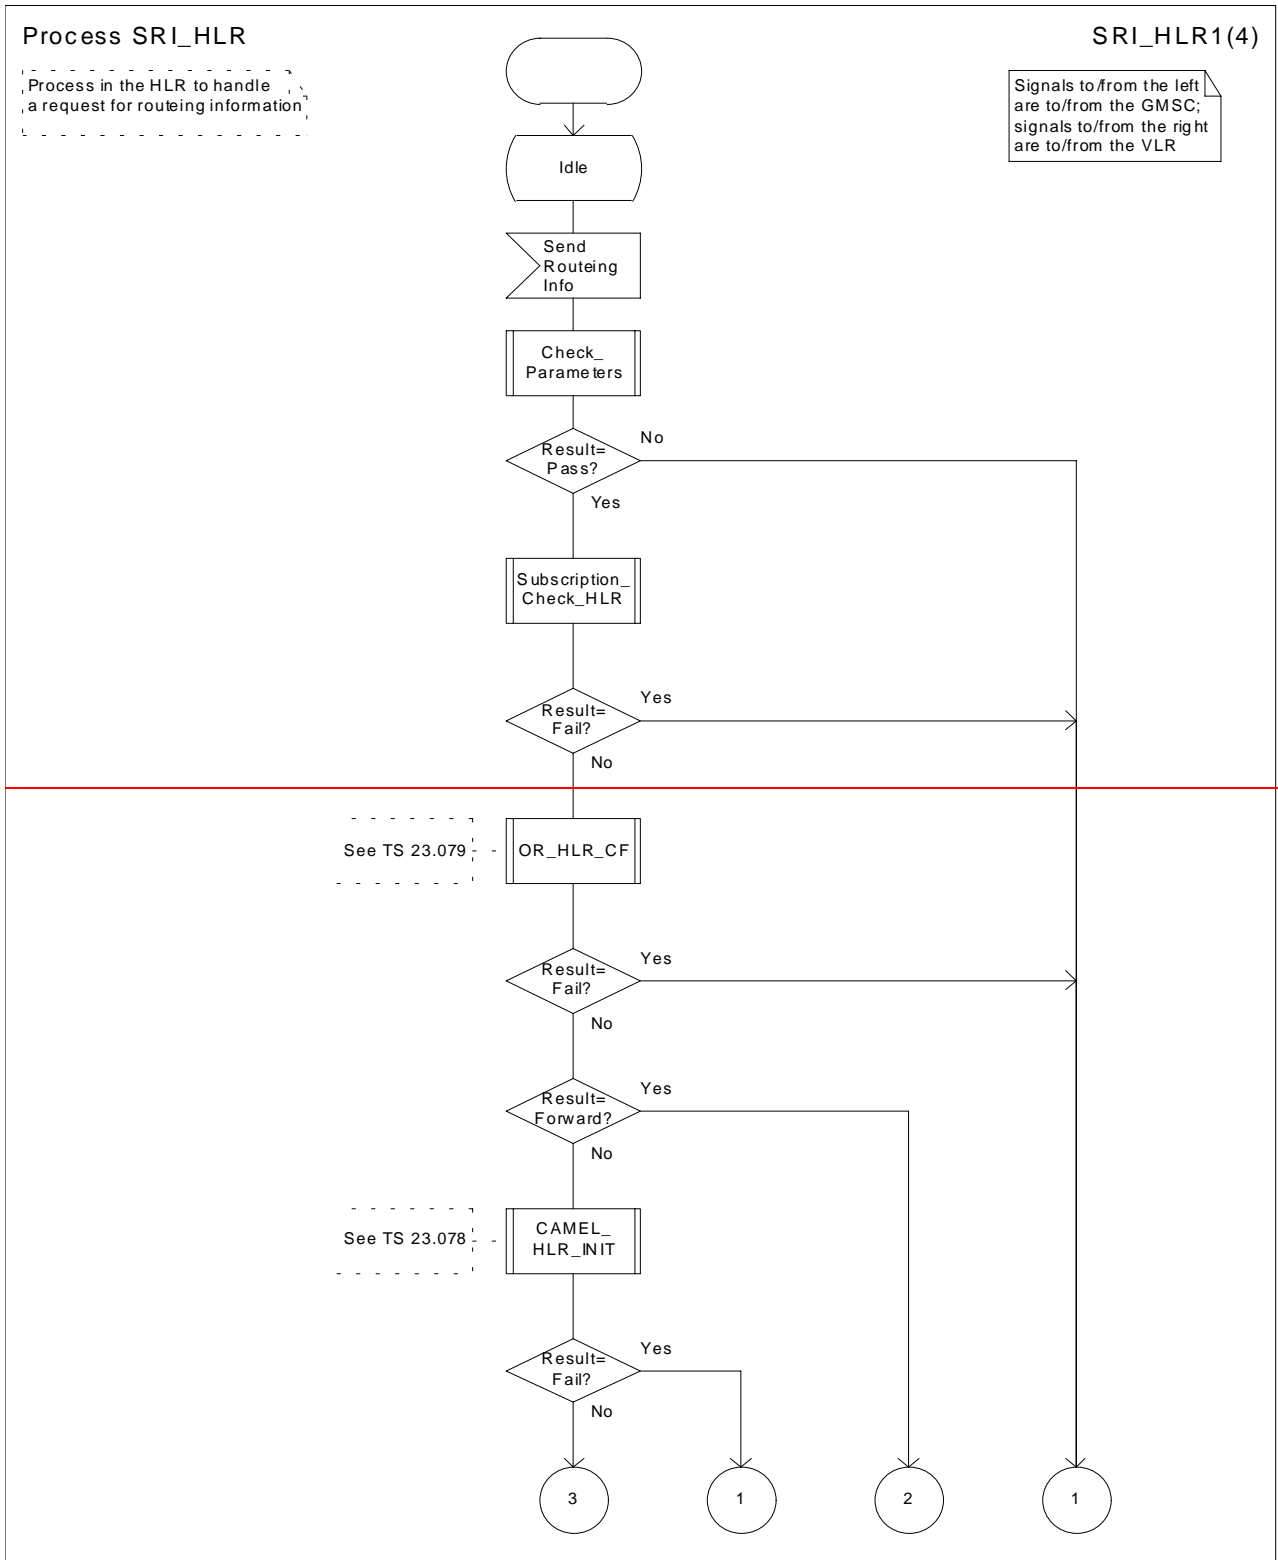 Process SRI_HLR
SRI_HLR1(4)
Process in the HLR to handle
a request for routeing information
Signals to/from the left
are to/from the GMSC;
signals to/from the right
are to/from the VLR
Idle
Send
Routeing
Info
Check_
Parameters
Result=
Pass?
No
Yes
Subscription_
Check_HLR
Result=
Fail?
Yes
No
See TS 23.079
OR_HLR_CF
Result=
Fail?
Yes
No
Result=
Forward?
Yes
No
See TS 23.078
CAMEL_
HLR_INIT
Result=
Fail?
Yes
No
3
1
2
1